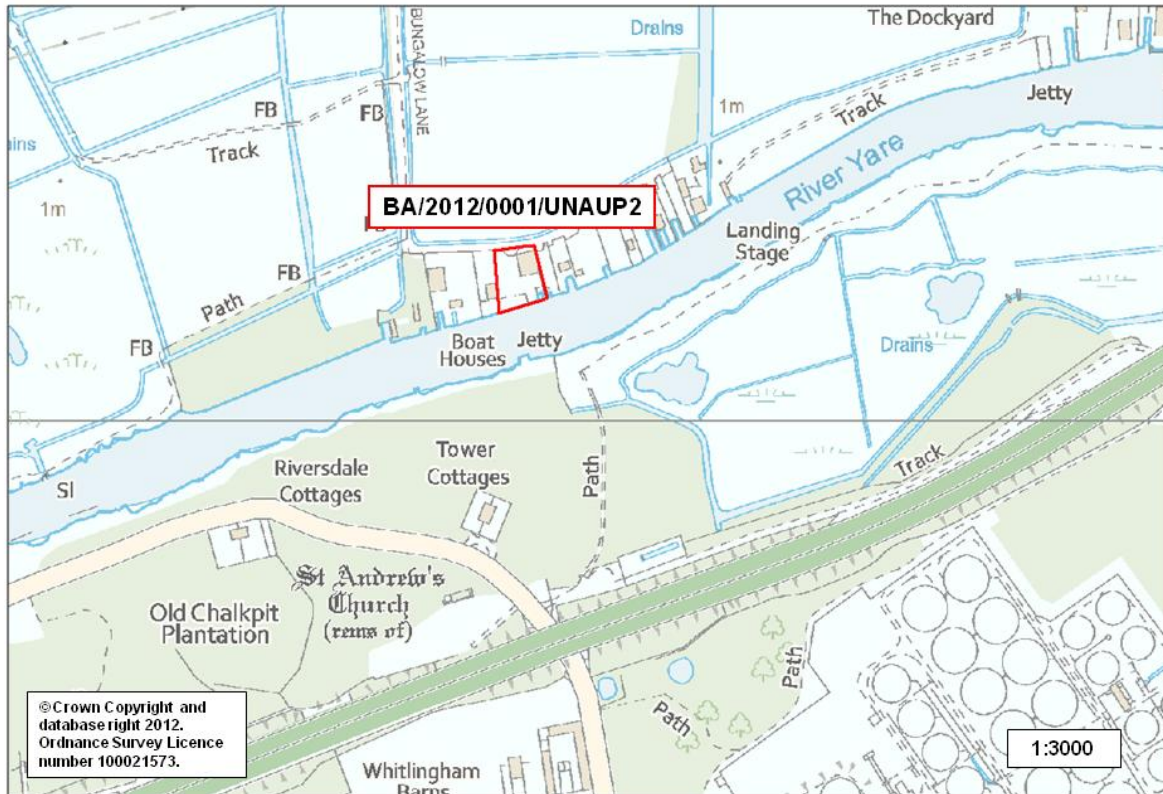 The Dockyard
Drains
BUNGALOW LANE
FB
FB
1m
Jetty
Track
ains
Track
River Yare
BA/2012/0001/UNAUP2
1m
FB
Landing
Stage
FB
Path
Drains
FB
Boat
Houses
Jetty
Tower
Cottages
Riversdale
Cottages
Path
Track
Sl
St Andrew's
Church
(rems of)
Old Chalkpit
Plantation
Path
Path
©Crown Copyright and
database right 2012.
Ordnance Survey Licence
number 100021573.
1:3000
Whitlingham
Barns